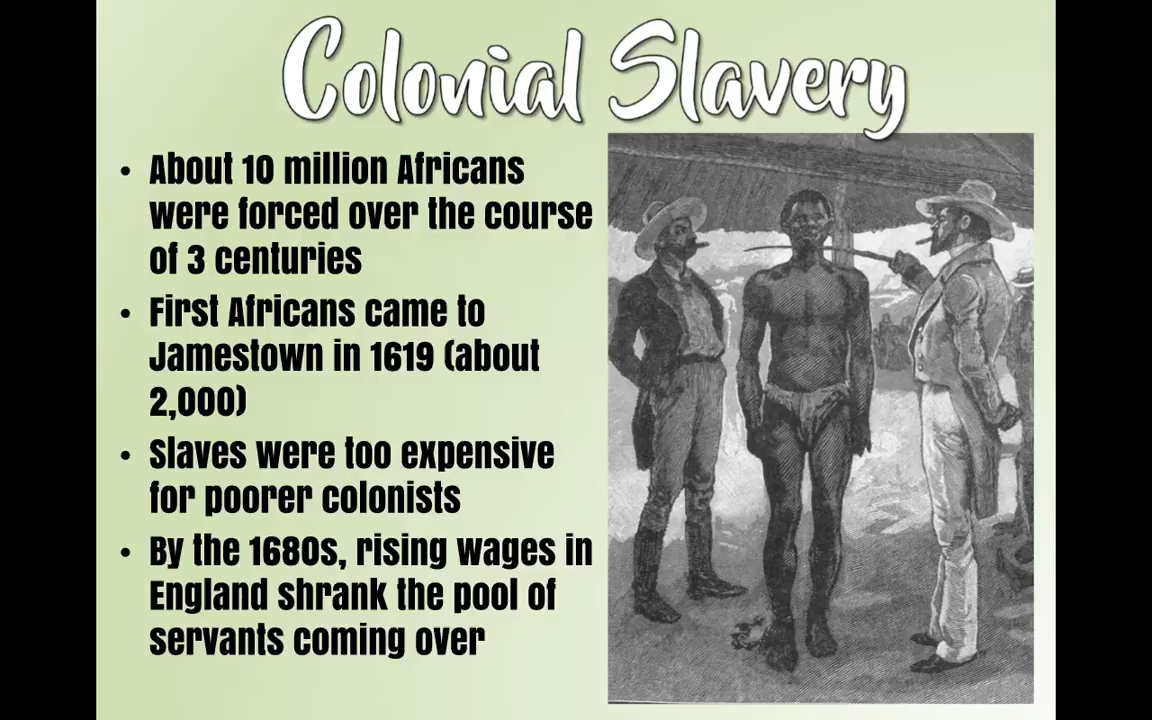 Colonial Slavery
• About 10 million Africans
were forced over the course
of 3 centuries
• First Africans came to
Jamestown in 1619 (about
2,000)
• Slaves were too expensive
for poorer colonists
• By the 1680s, rising wages in
England shrank the pool of
servants coming over